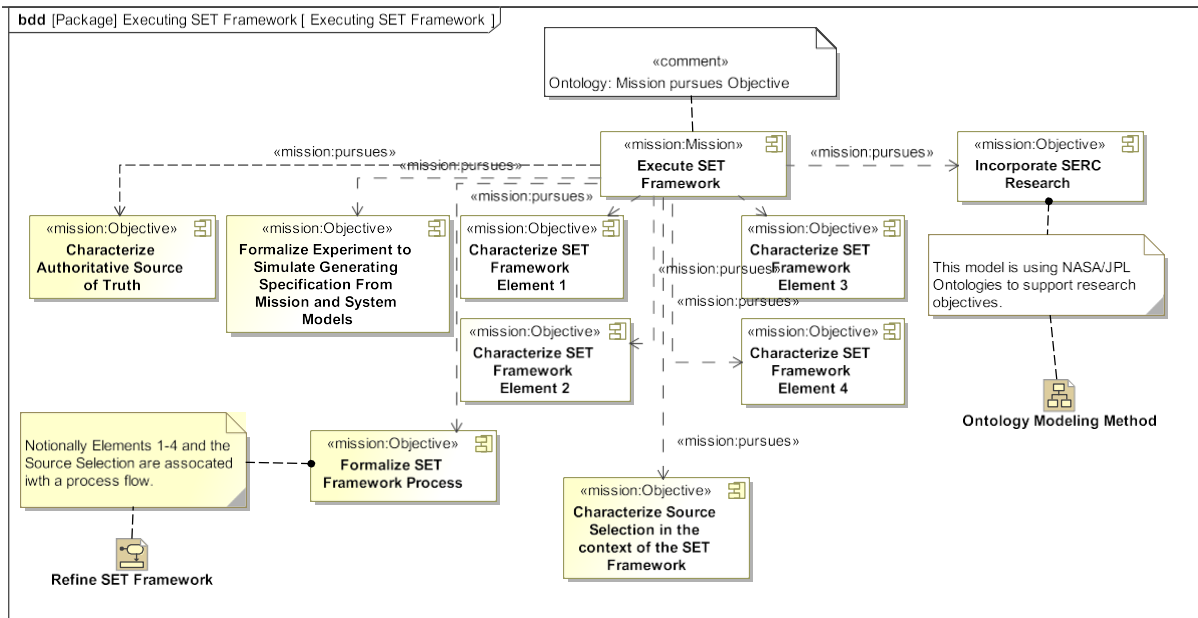 bdd [Package] Executing SET Framework [ Executing SET Framework ]
«comment»
Ontology: Mission pursues Objective
«mission:Mission»
Execute SET
Framework
«mission:pursues»
«mission:pursues»
«mission:pursues»
«mission:pursues»
«mission:Objective»
Incorporate SERC
Research
«mission:Objective»
Characterize
Authoritative Source
of Truth
«mission:Objective»
Formalize Experiment to
Simulate Generating
Specification From
Mission and System
Models
«mission:Objective»
Characterize SET
Framework
Element 1
«mission:Objective»
Characterize SET
Framework
Element 3
«mission:pursues»
«mission:pursues»
This model is using NASA/JPL
Ontologies to support research
objectives.
«mission:Objective»
Characterize SET
Framework
Element 2
«mission:Objective»
Characterize SET
Framework
Element 4
Ontology Modeling Method
Notionally Elements 1-4 and the
Source Selection are assocated
iwth a process flow.
«mission:Objective»
Formalize SET
Framework Process
«mission:pursues»
«mission:Objective»
Characterize Source
Selection in the
context of the SET
Framework
Refine SET Framework